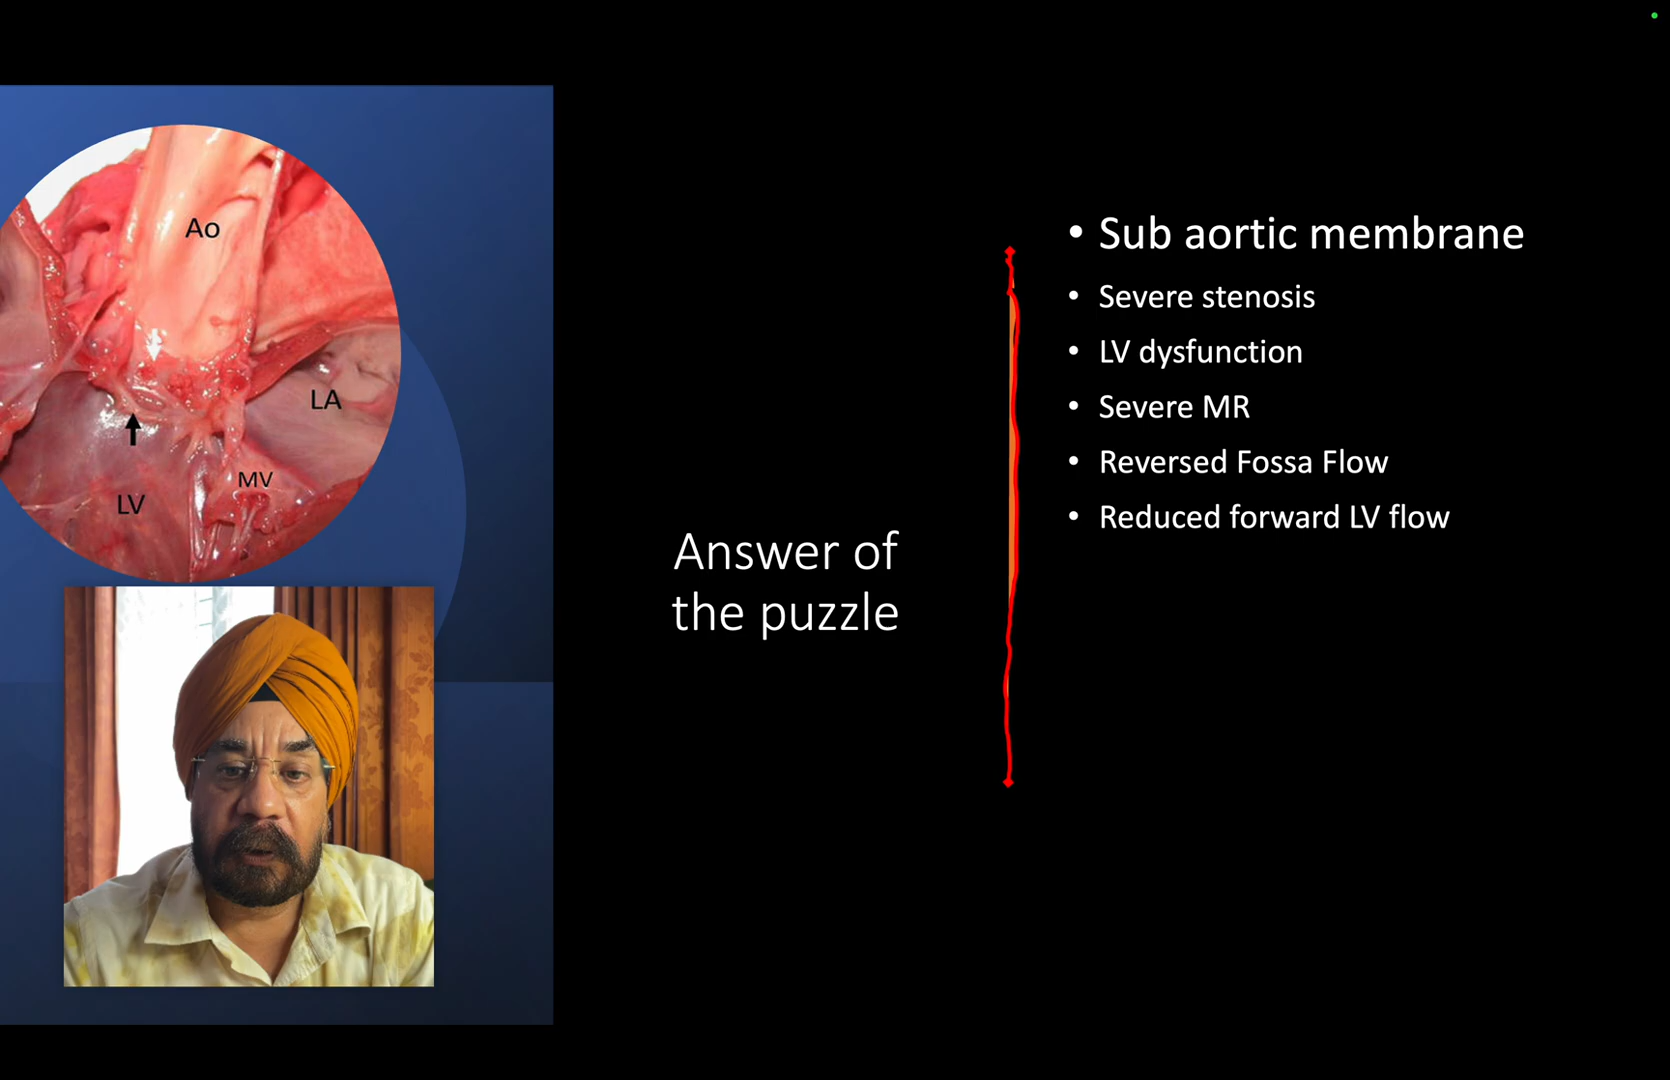 Ao
LA
MV
LV
Answer of
the puzzle
• Sub aortic membrane
• Severe stenosis
• LV dysfunction
• Severe MR
• Reversed Fossa Flow
• Reduced forward LV flow